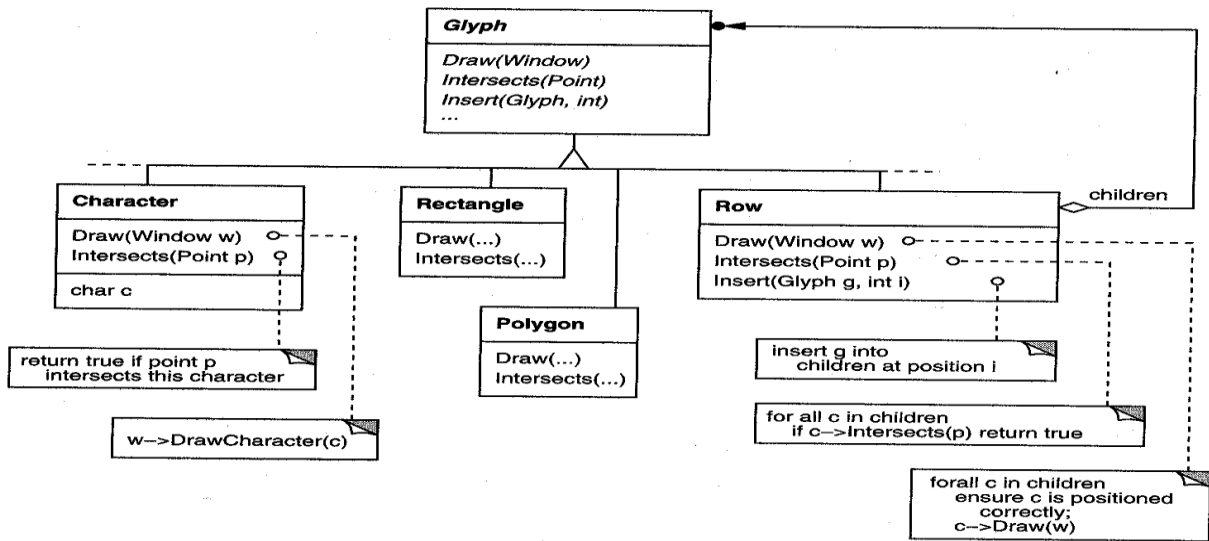 Glyph
Draw(Window)
Intersects(Point)
Insert(Glyph, int)
...
children
Character
Draw(Window w)
Intersects(Point p)
char c
Rectangle
Draw(...)
Intersects(...)
Polygon
Draw(...)
Intersects(...)
Row
Draw(Window w)
Intersects(Point p)
Insert(Glyph g, int i)
return true if point p
intersects this character
w–>DrawCharacter(c)
insert g into
children at position i
for all c in children
if c–>Intersects(p) return true
forall c in children
ensure c is positioned
correctly;
c–>Draw(w)